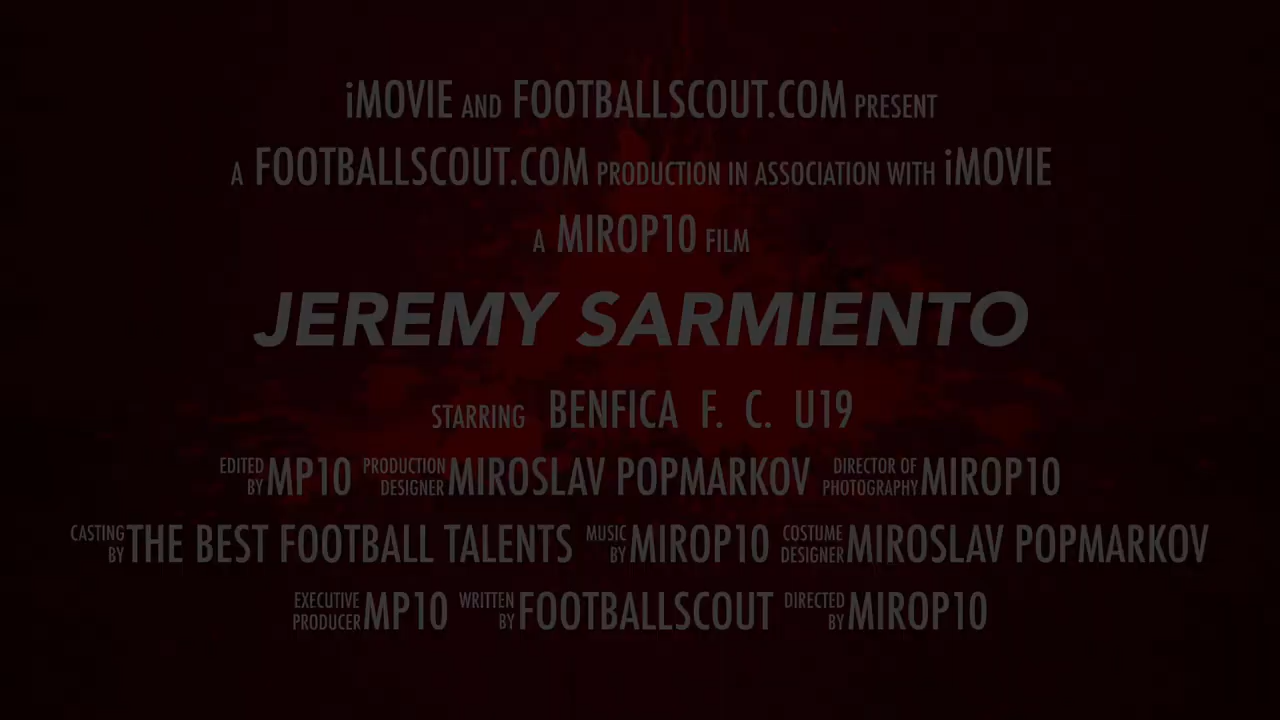 iMOVIE AND FOOTBALLSCOUT.COM PRESENT
A FOOTBALLSCOUT.COM PRODUCTION IN ASSOCIATION WITH iMOVIE
A MIROP10 FILM
JEREMY SARMIENTO
STARRING BENFICA F. C. U19
EDITED BY MP10 PRODUCTION DESIGNER MIROSLAV POPMARKOV DIRECTOR OF PHOTOGRAPHY MIROP10
CASTING BY THE BEST FOOTBALL TALENTS MUSIC BY MIROP10 COSTUME DESIGNER MIROSLAV POPMARKOV
EXECUTIVE PRODUCER MP10 WRITTEN BY FOOTBALLSCOUT DIRECTED BY MIROP10